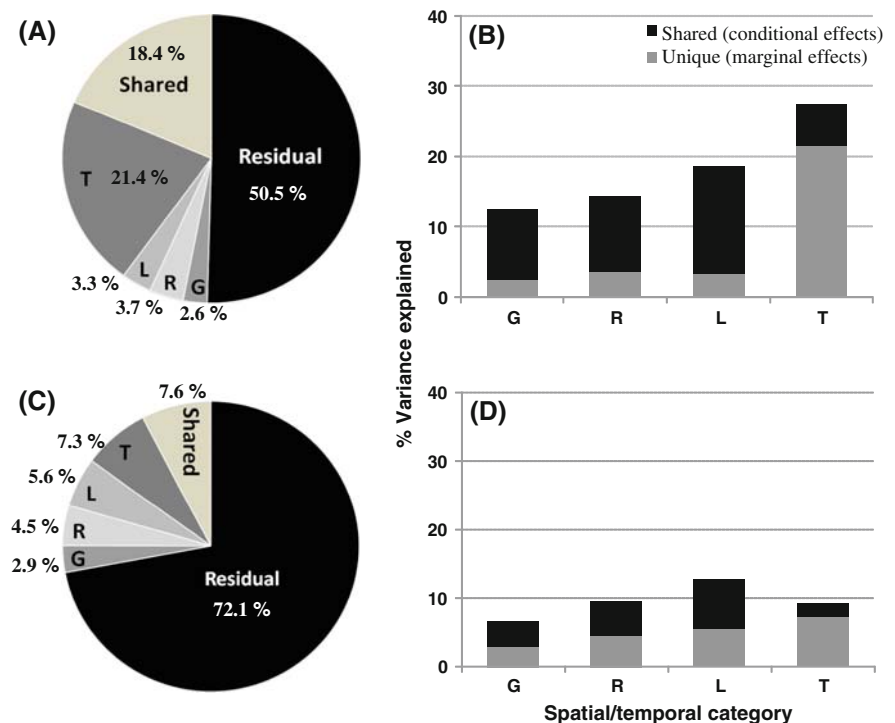 (A)
18.4 %
Shared
T 21.4 %
Residual
50.5 %
3.3 %
L
R
G
3.7 %
2.6 %
(B)
Shared (conditional effects)
Unique (marginal effects)
40
30
20
10
0
G R L T
% Variance explained
(C)
7.6 %
Shared
7.3 %
T
5.6 %
L
4.5 %
R
2.9 %
G
Residual
72.1 %
(D)
40
30
20
10
0
G R L T
Spatial/temporal category